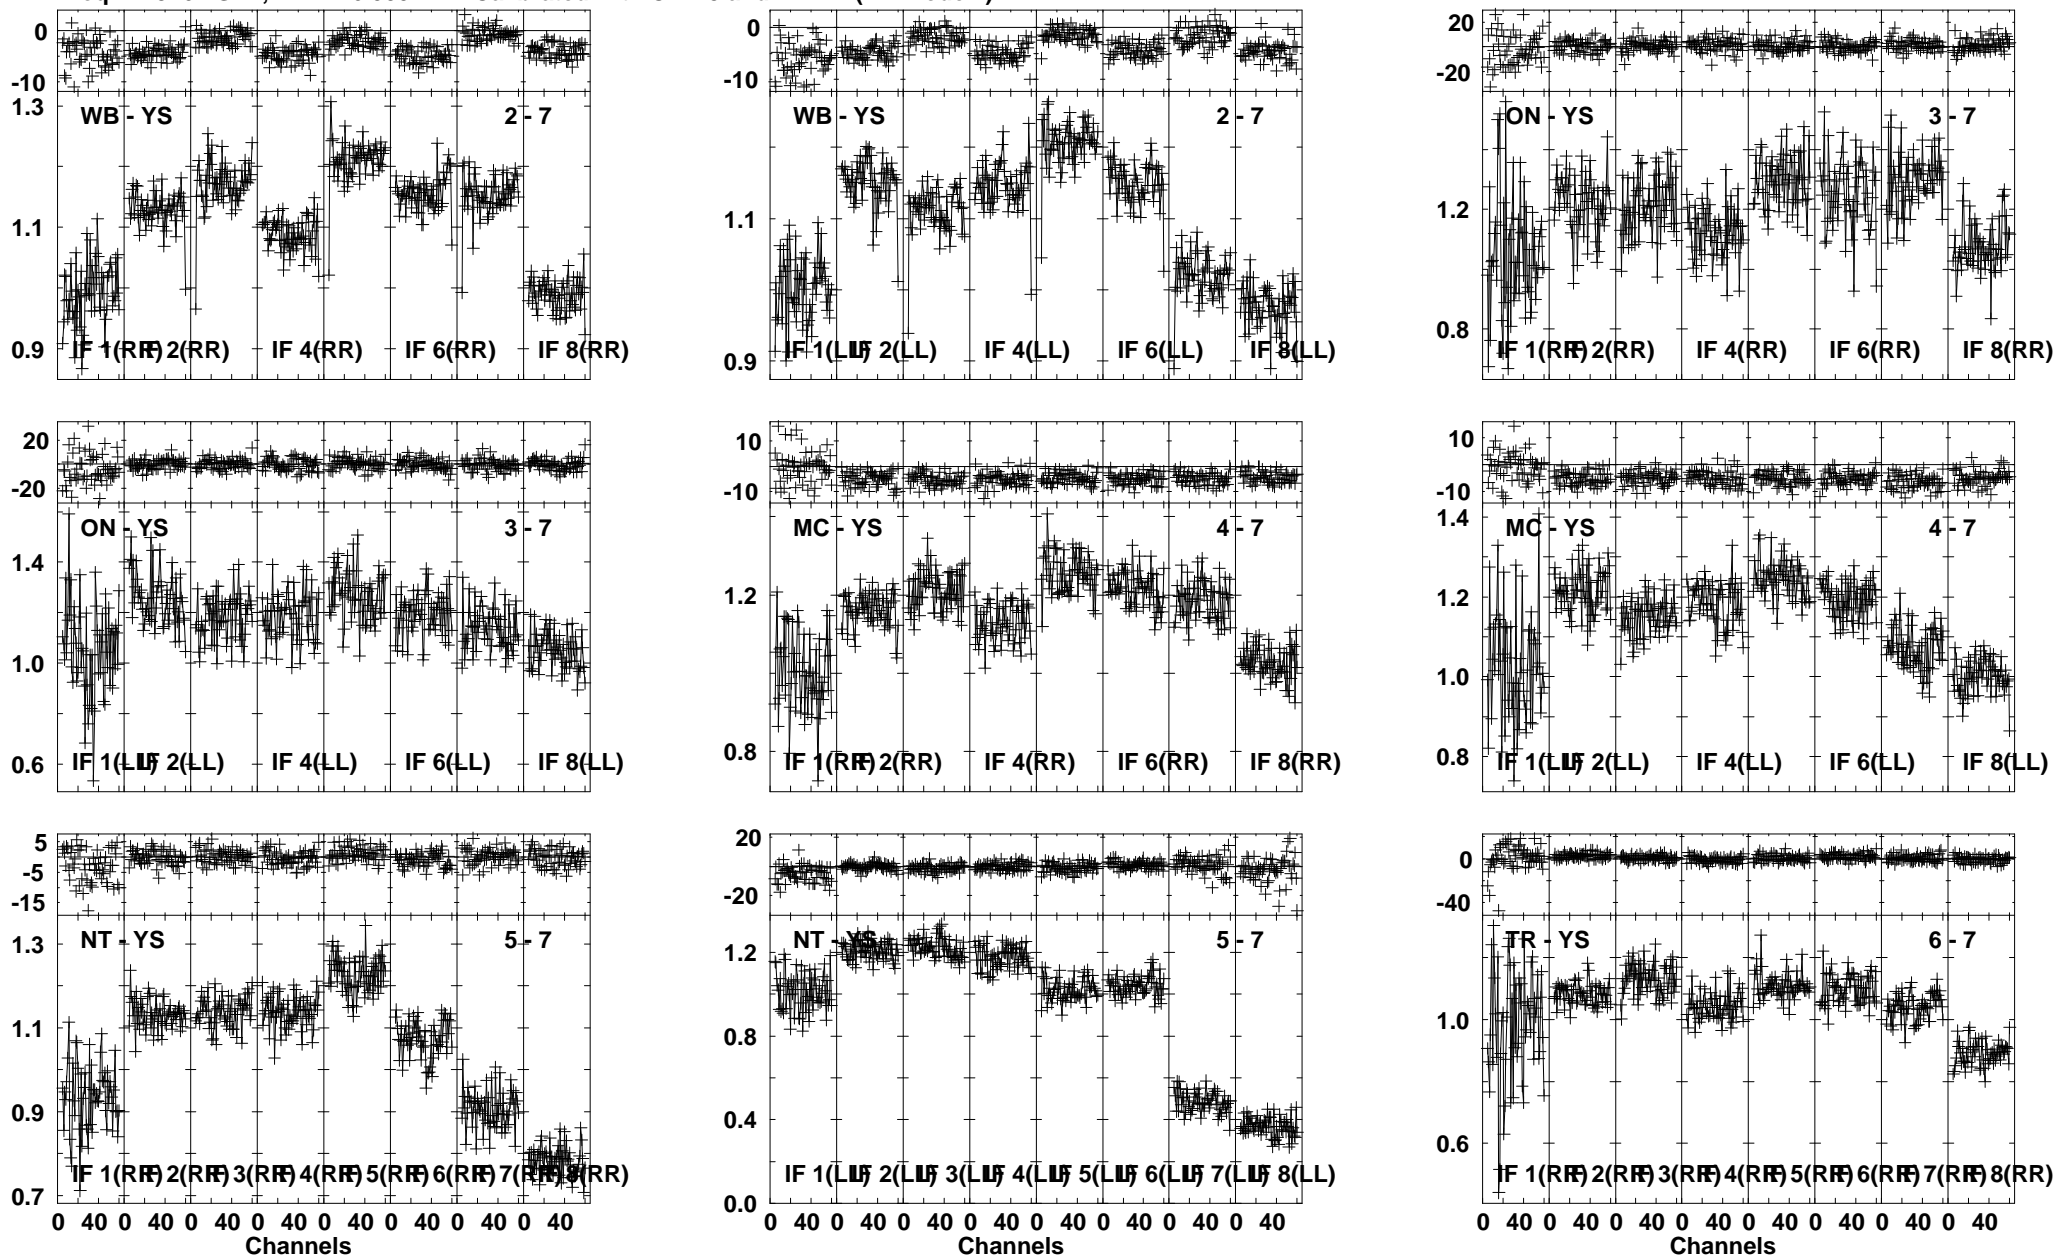 0
-10
1.3
1.1
0.9
WB - YS 2 - 7
IF 1(RR) IF 2(RR) IF 4(RR) IF 6(RR) IF 8(RR)
0
-10
1.1
0.9
WB - YS 2 - 7
IF 1(LL) IF 2(LL) IF 4(LL) IF 6(LL) IF 8(LL)
20
-20
1.2
0.8
ON - YS 3 - 7
IF 1(RR) IF 2(RR) IF 4(RR) IF 6(RR) IF 8(RR)
20
-20
1.4
1.0
0.6
ON - YS 3 - 7
IF 1(LL) IF 2(LL) IF 4(LL) IF 6(LL) IF 8(LL)
10
-10
1.2
0.8
MC - YS 4 - 7
IF 1(RR) IF 2(RR) IF 4(RR) IF 6(RR) IF 8(RR)
10
-10
1.4
1.2
1.0
0.8
MC - YS 4 - 7
IF 1(LL) IF 2(LL) IF 4(LL) IF 6(LL) IF 8(LL)
5
-5
-15
1.3
1.1
0.9
0.7
NT - YS 5 - 7
IF 1(RR) IF 2(RR) IF 3(RR) IF 4(RR) IF 5(RR) IF 6(RR) IF 7(RR) IF 8(RR)
0 40 0 40 0 40 0 40 0 40 0 40 0 40 0 40
Channels
20
-20
1.2
0.8
0.4
0.0
NT - YS 5 - 7
IF 1(LL) IF 2(LL) IF 3(LL) IF 4(LL) IF 5(LL) IF 6(LL) IF 7(LL) IF 8(LL)
0 40 0 40 0 40 0 40 0 40 0 40 0 40 0 40
Channels
0
-40
1.0
0.6
TR - YS 6 - 7
IF 1(RR) IF 2(RR) IF 3(RR) IF 4(RR) IF 5(RR) IF 6(RR) IF 7(RR) IF 8(RR)
0 40 0 40 0 40 0 40 0 40 0 40 0 40 0 40
Channels